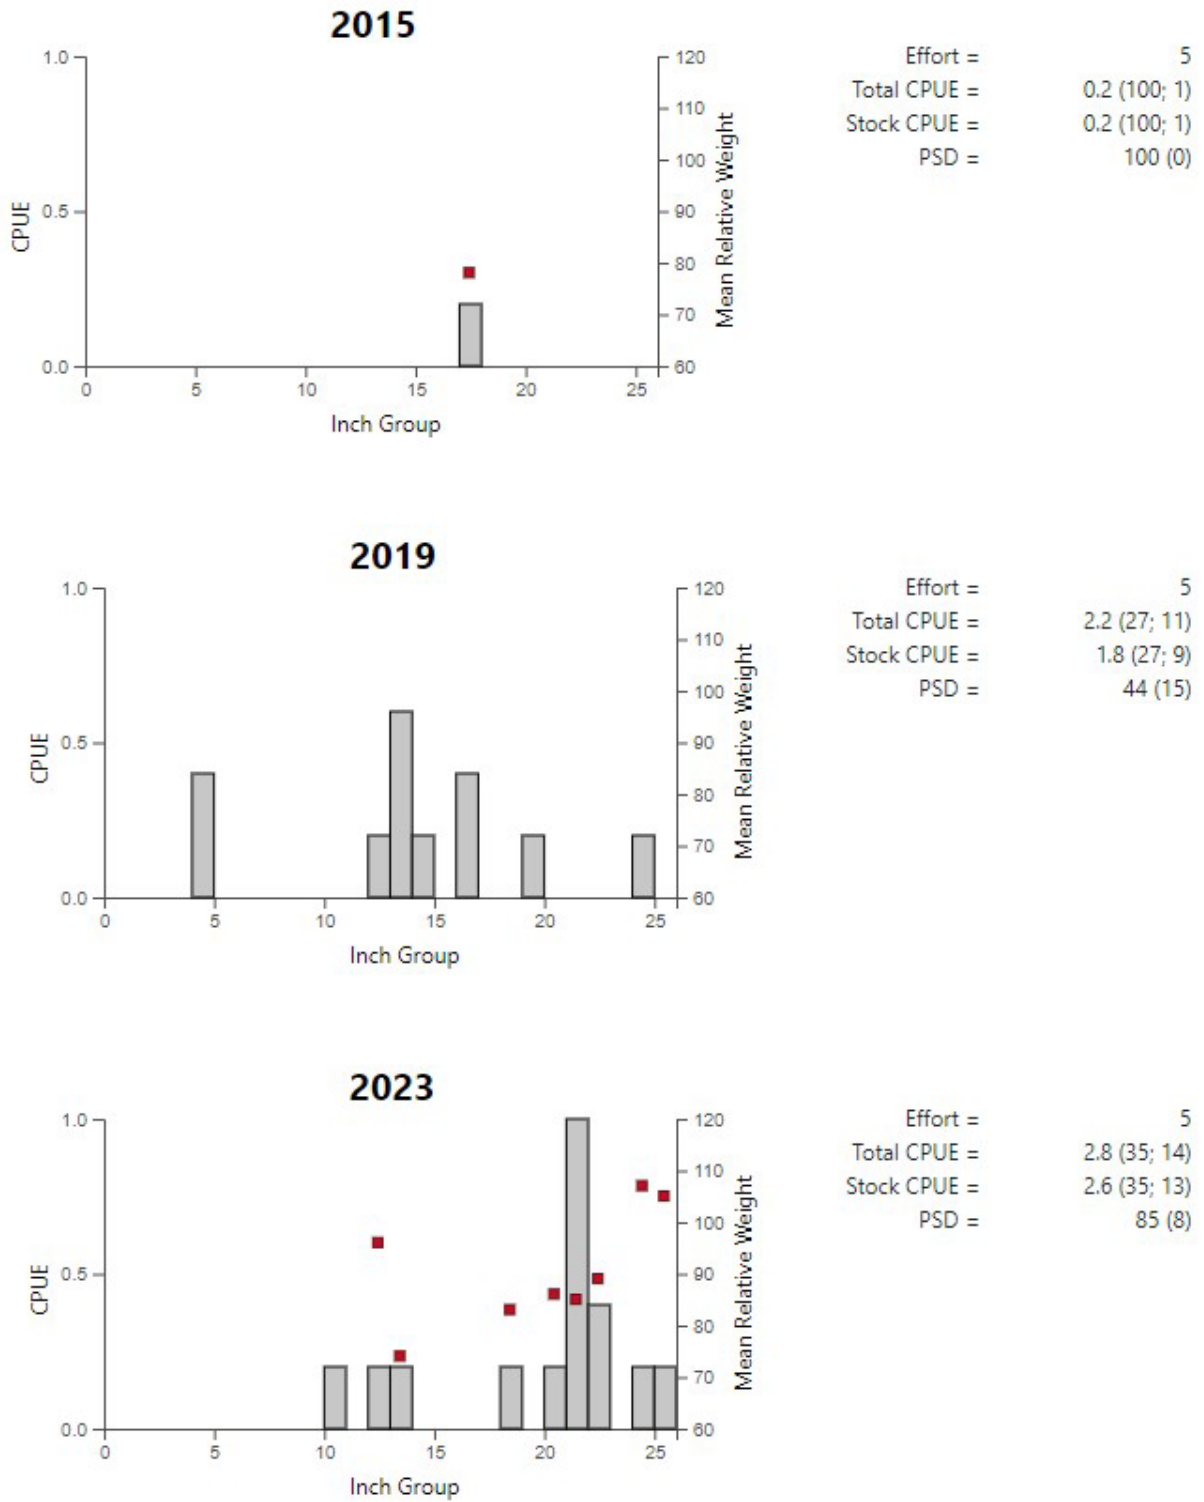 2015
1.0
0.5
0.0
CPUE
120
110
100
90
80
70
60
Mean Relative Weight
0 5 10 15 20 25
Inch Group
Effort = 5
Total CPUE = 0.2 (100; 1)
Stock CPUE = 0.2 (100; 1)
PSD = 100 (0)
2019
1.0
0.5
0.0
CPUE
120
110
100
90
80
70
60
Mean Relative Weight
0 5 10 15 20 25
Inch Group
Effort = 5
Total CPUE = 2.2 (27; 11)
Stock CPUE = 1.8 (27; 9)
PSD = 44 (15)
2023
1.0
0.5
0.0
CPUE
120
110
100
90
80
70
60
Mean Relative Weight
0 5 10 15 20 25
Inch Group
Effort = 5
Total CPUE = 2.8 (35; 14)
Stock CPUE = 2.6 (35; 13)
PSD = 85 (8)